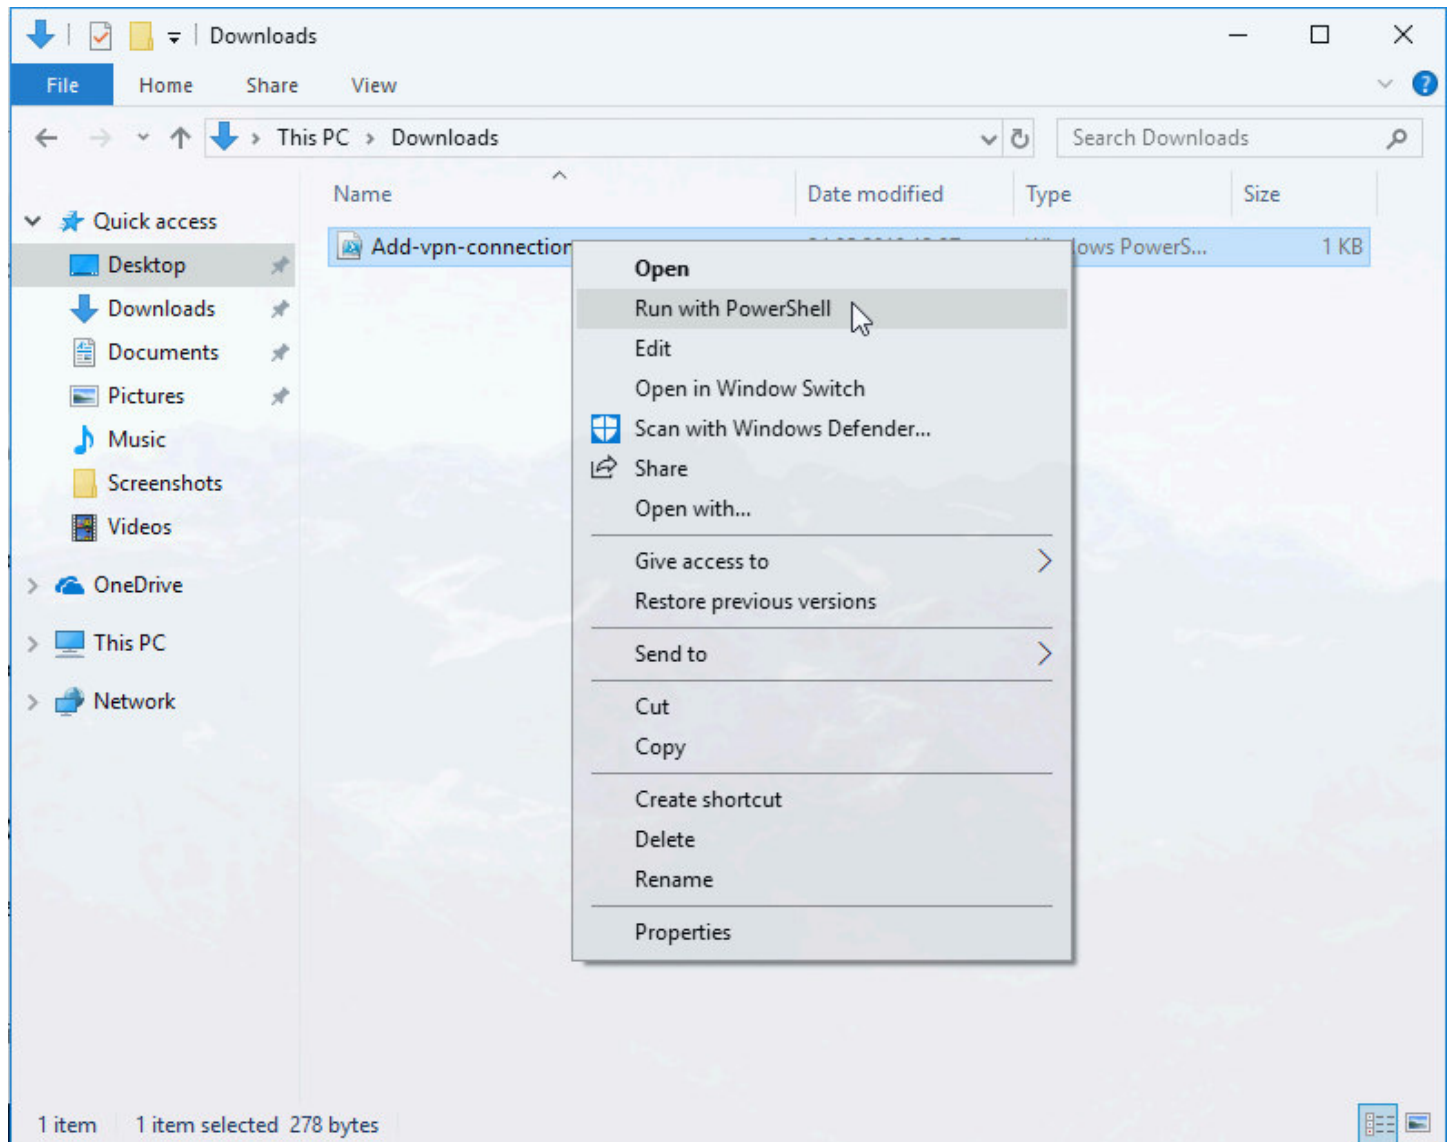 Downloads
File Home Share View
This PC > Downloads
Search Downloads
Name Date modified Type Size
Quick access
Desktop
Downloads
Documents
Pictures
Music
Screenshots
Videos
OneDrive
This PC
Network
Add-vpn-connection PowerS... 1 KB
Open
Run with PowerShell
Edit
Open in Window Switch
Scan with Windows Defender...
Share
Open with...
Give access to
Restore previous versions
Send to
Cut
Copy
Create shortcut
Delete
Rename
Properties
1 item 1 item selected 278 bytes